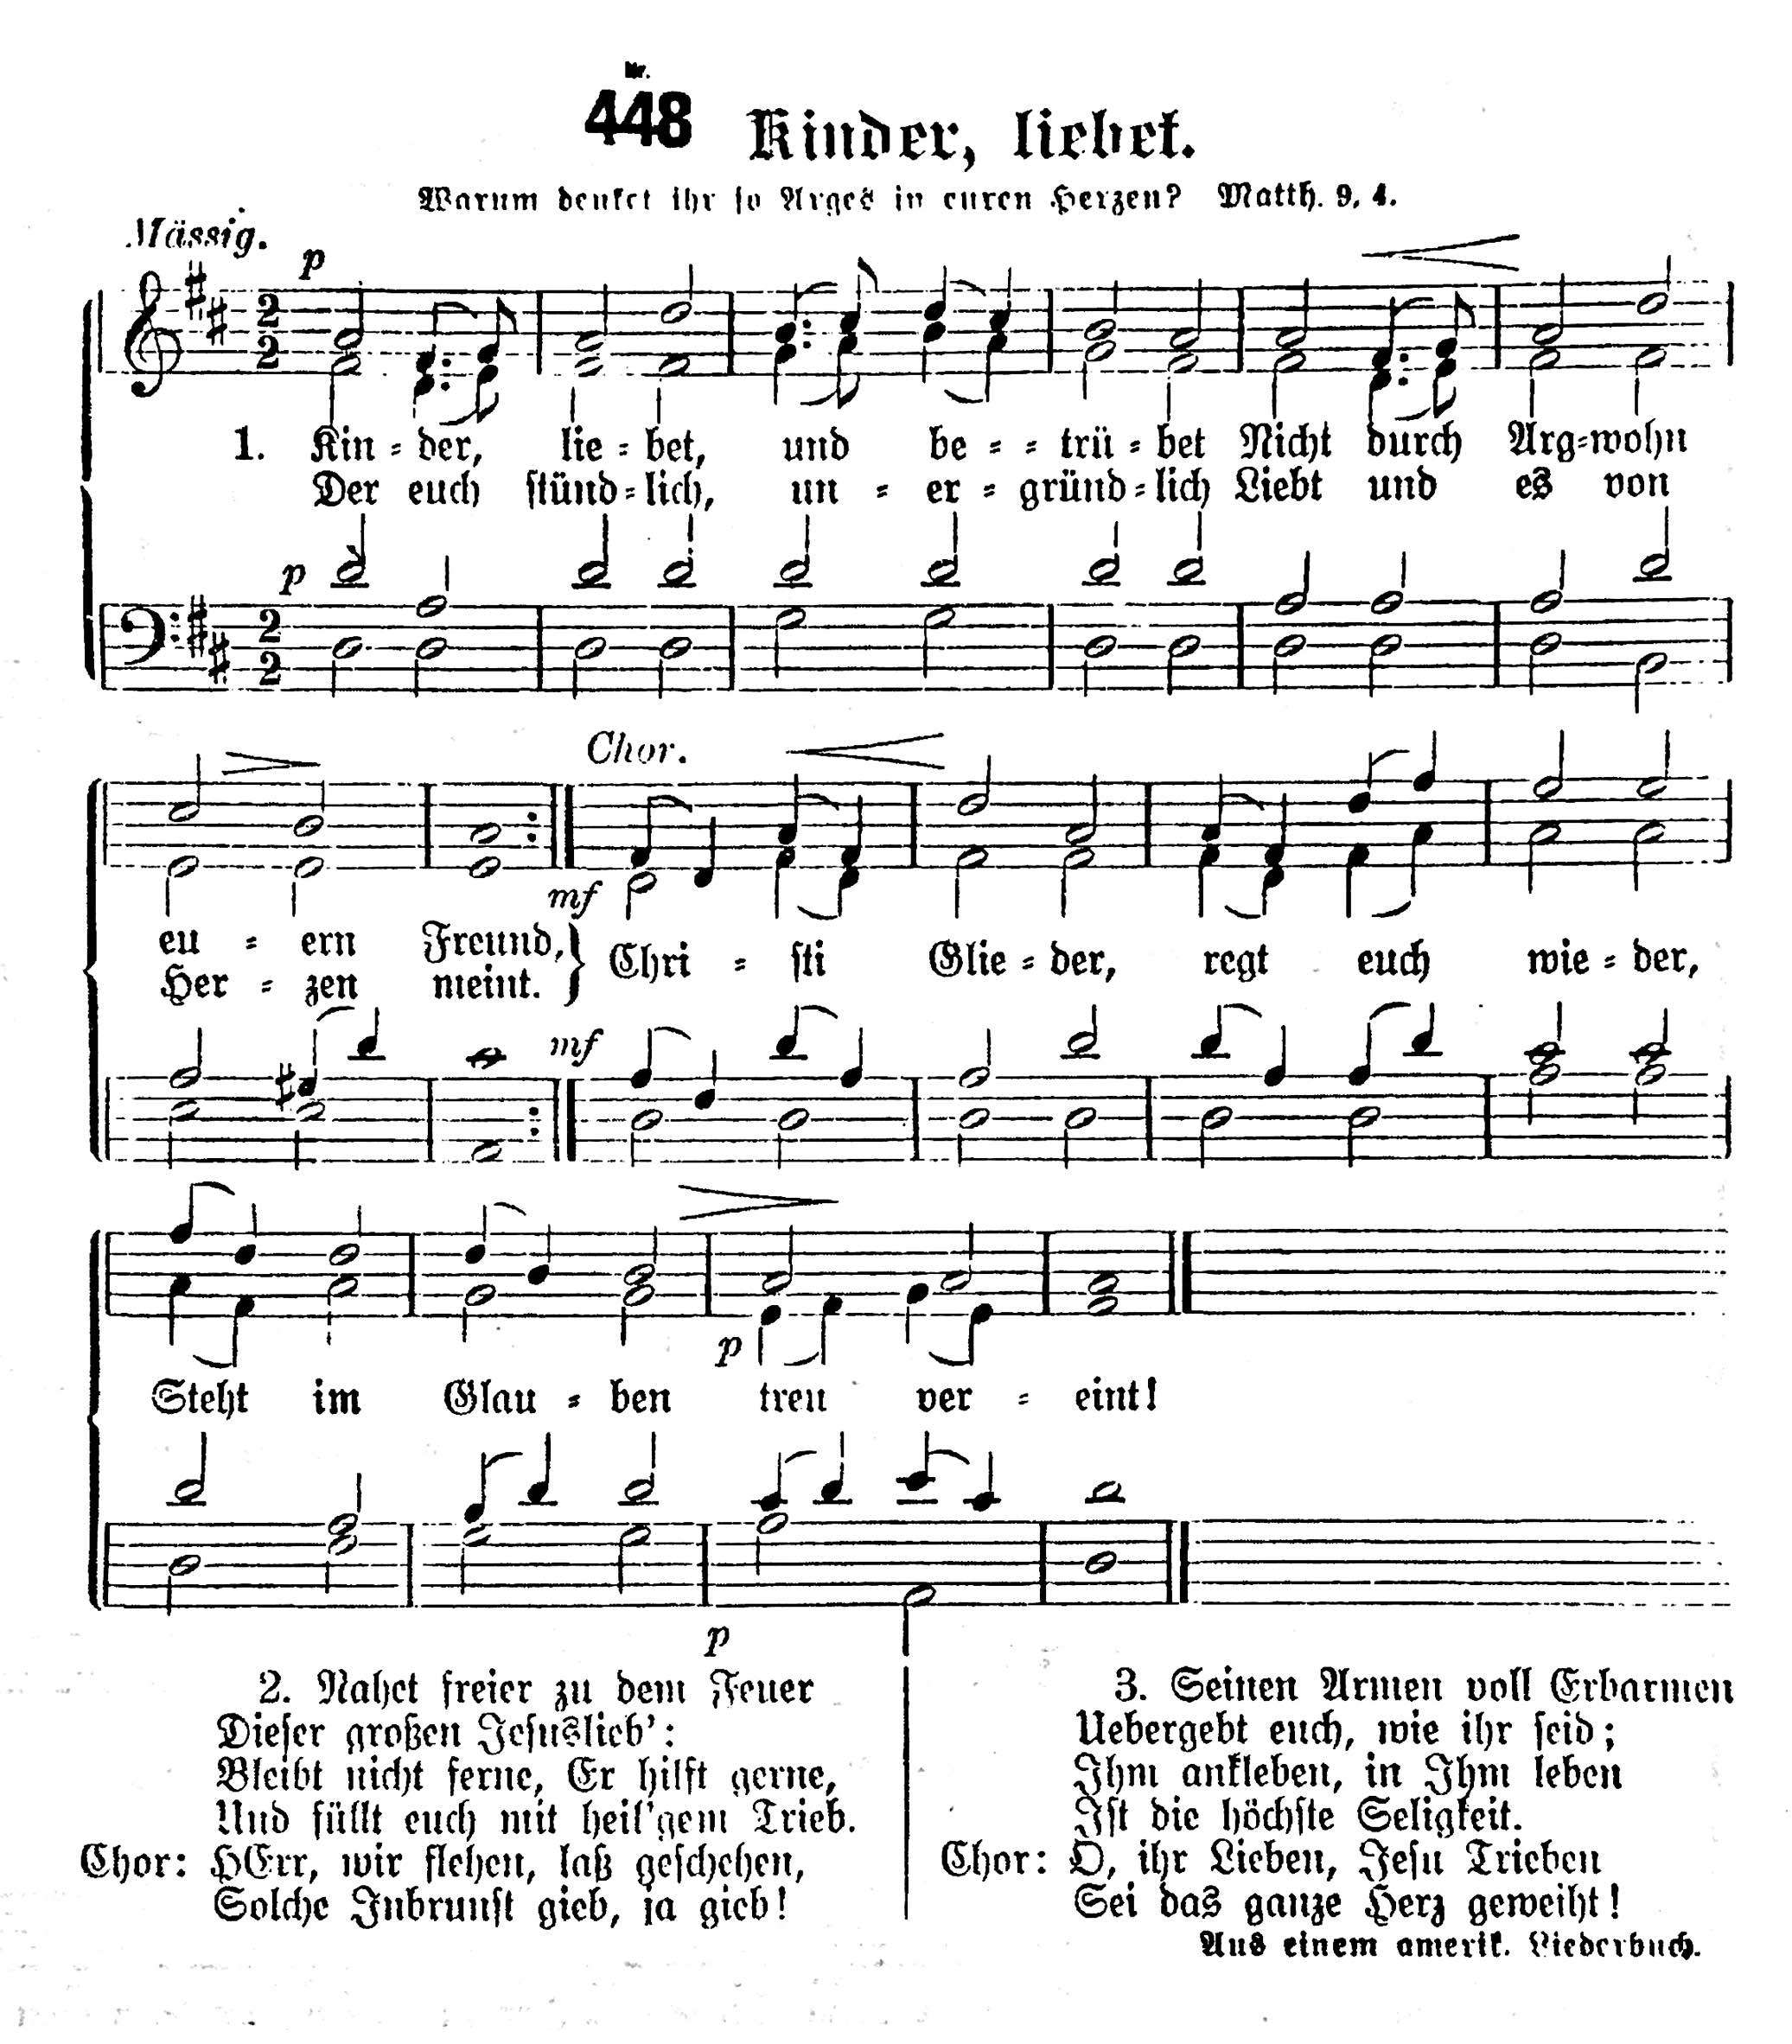 Nr.
448 Kinder, liebet.
Warum denket ihr so Arges in euren Herzen? Matth. 9, 4.
Mässig.
p
1. Kin - der, lie - bet, und be - - trü - bet Nicht durch Arg-wohn
Der euch stünd-lich, un - er - gründ-lich Liebt und es von
p
Chor.
mf
eu - ern Freund, } Chri - sti Glie - der, regt euch wie - der,
Her - zen meint.
mf
p
Steht im Glau - ben treu ver - eint!
p
2. Nahet freier zu dem Feuer
Dieser großen Jesuslieb':
Bleibt nicht ferne, Er hilft gerne,
Und füllt euch mit heil'gem Trieb.
Chor: HErr, wir flehen, laß geschehen,
Solche Inbrunst gieb, ja gieb!
3. Seinen Armen voll Erbarmen
Uebergebt euch, wie ihr seid;
Ihm ankleben, in Ihm leben
Ist die höchste Seligkeit.
Chor: O, ihr Lieben, Jesu Trieben
Sei das ganze Herz geweiht!
Aus einem amerik. Liederbuch.